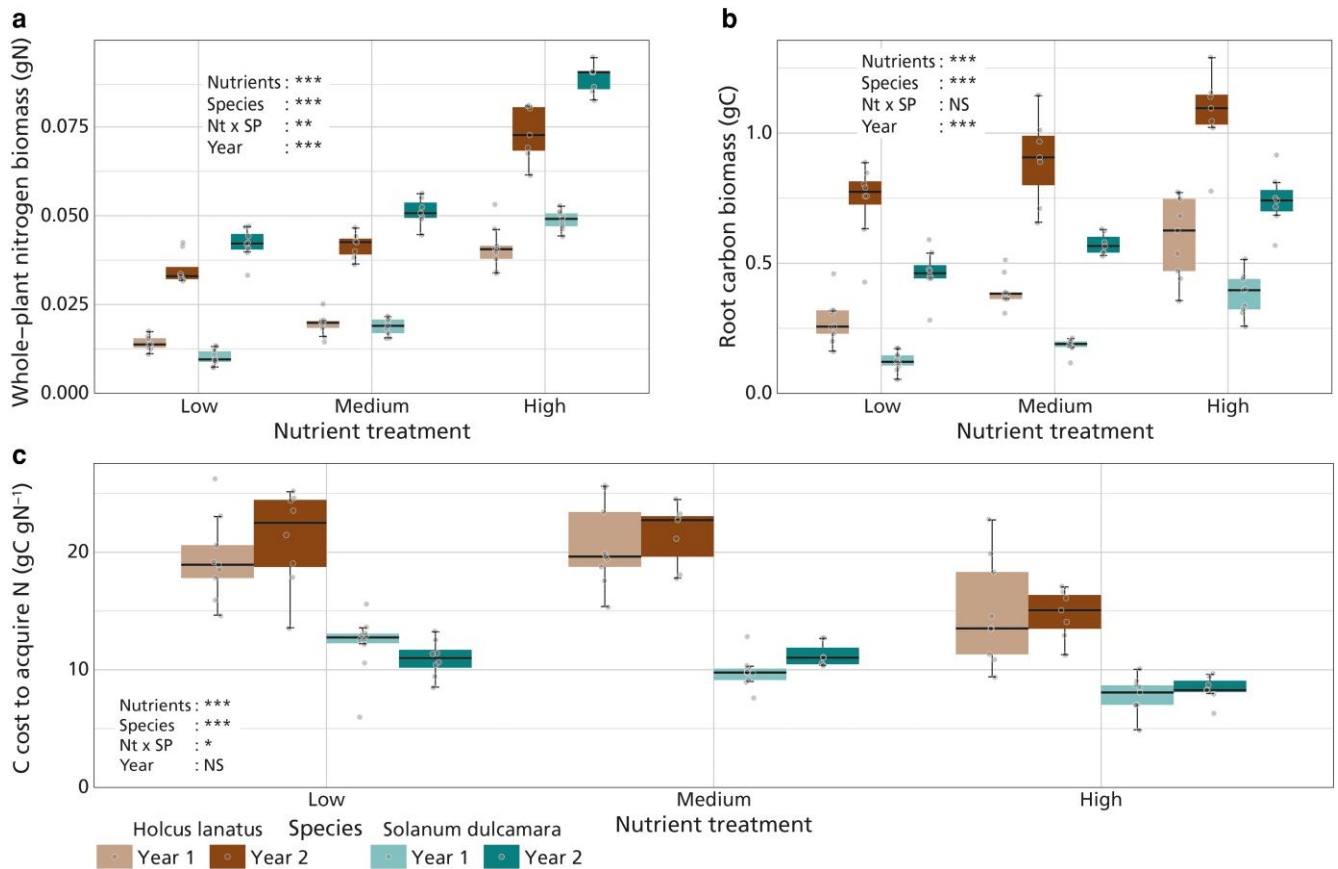 a
Whole–plant nitrogen biomass (gN)
0.075
0.050
0.025
0.000
Nutrients : ***
Species : ***
Nt x SP : **
Year : ***
Low Medium High
Nutrient treatment
b
Root carbon biomass (gC)
1.0
0.5
0.0
Nutrients : ***
Species : ***
Nt x SP : NS
Year : ***
Low Medium High
Nutrient treatment
c
C cost to acquire N (gC gN⁻¹)
20
10
0
Nutrients : ***
Species : ***
Nt x SP : *
Year : NS
Low Medium High
Nutrient treatment
Holcus lanatus Species Solanum dulcamara
Year 1 Year 2 Year 1 Year 2